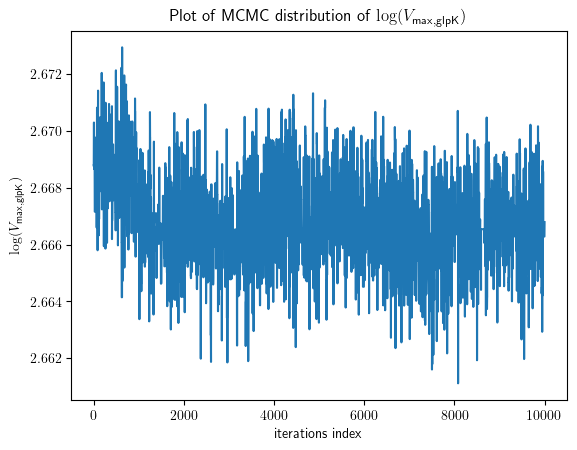 Plot of MCMC distribution of log(V_max,glpK)
2.672
2.670
2.668
2.666
2.664
2.662
log(V_max,glpK)
0 2000 4000 6000 8000 10000
iterations index